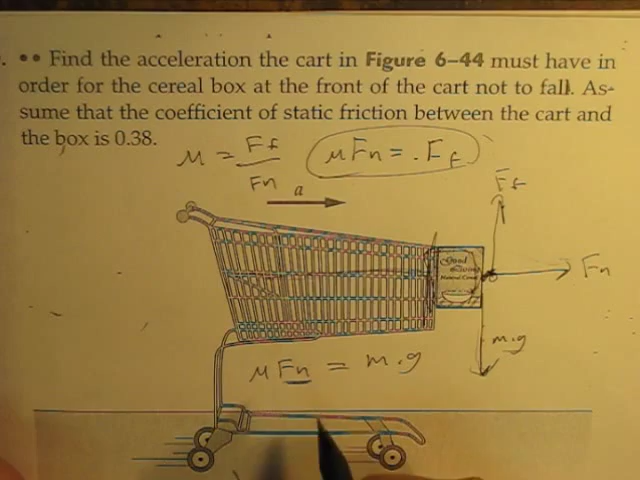 •• Find the acceleration the cart in Figure 6–44 must have in
order for the cereal box at the front of the cart not to fall. As-
sume that the coefficient of static friction between the cart and
the box is 0.38.
μ = Ff / Fn
μFn = . Ff
Ff
a
Good
Fn
m.g
μFn = m.g